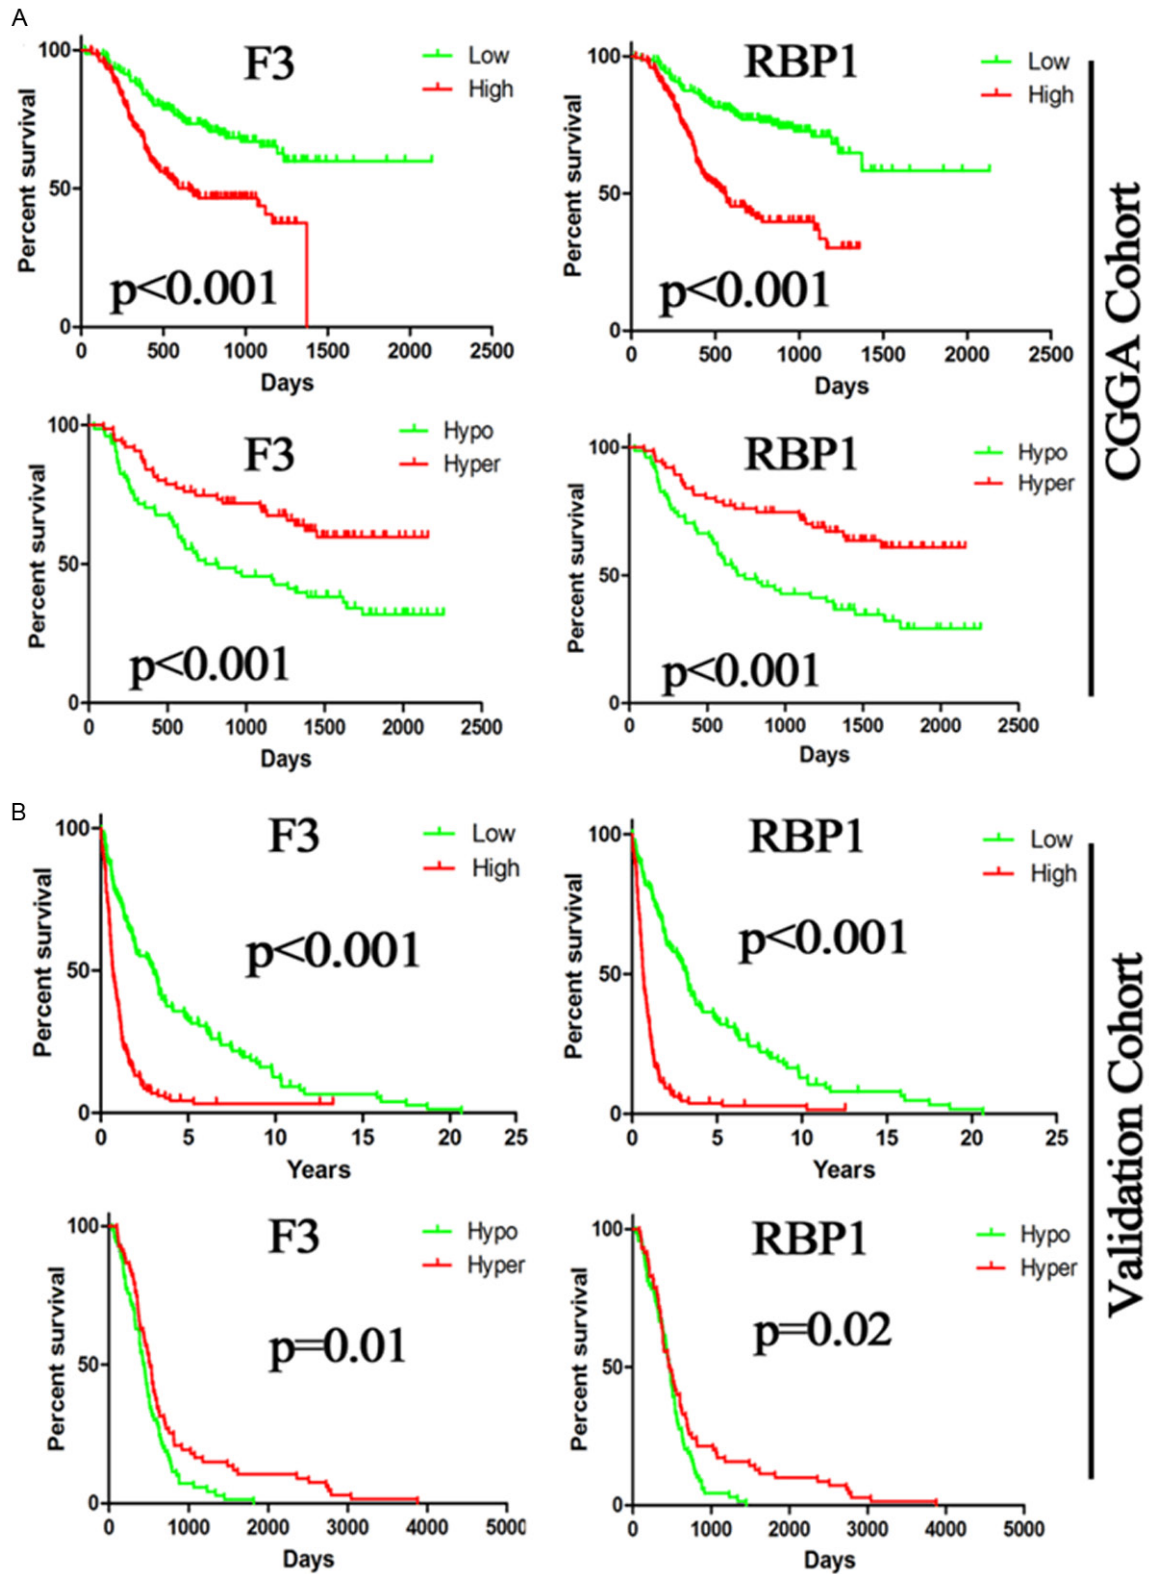 A
F3
Low
High
Percent survival
100
50
0
p<0.001
0 500 1000 1500 2000 2500
Days
RBP1
Low
High
Percent survival
100
50
0
p<0.001
0 500 1000 1500 2000 2500
Days
F3
Hypo
Hyper
Percent survival
100
50
0
p<0.001
0 500 1000 1500 2000 2500
Days
RBP1
Hypo
Hyper
Percent survival
100
50
0
p<0.001
0 500 1000 1500 2000 2500
Days
CGGA Cohort
B
F3
Low
High
Percent survival
100
50
0
p<0.001
0 5 10 15 20 25
Years
RBP1
Low
High
Percent survival
100
50
0
p<0.001
0 5 10 15 20 25
Years
F3
Hypo
Hyper
Percent survival
100
50
0
p=0.01
0 1000 2000 3000 4000 5000
Days
RBP1
Hypo
Hyper
Percent survival
100
50
0
p=0.02
0 1000 2000 3000 4000 5000
Days
Validation Cohort